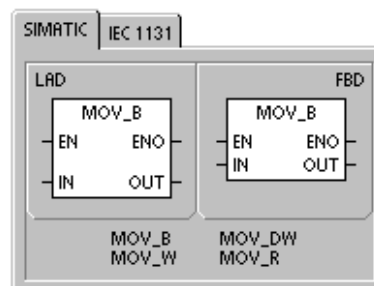 SIMATIC IEC 1131
LAD FBD
MOV_B MOV_B
EN ENO EN ENO
IN OUT
IN OUT
MOV_B MOV_DW
MOV_W MOV_R